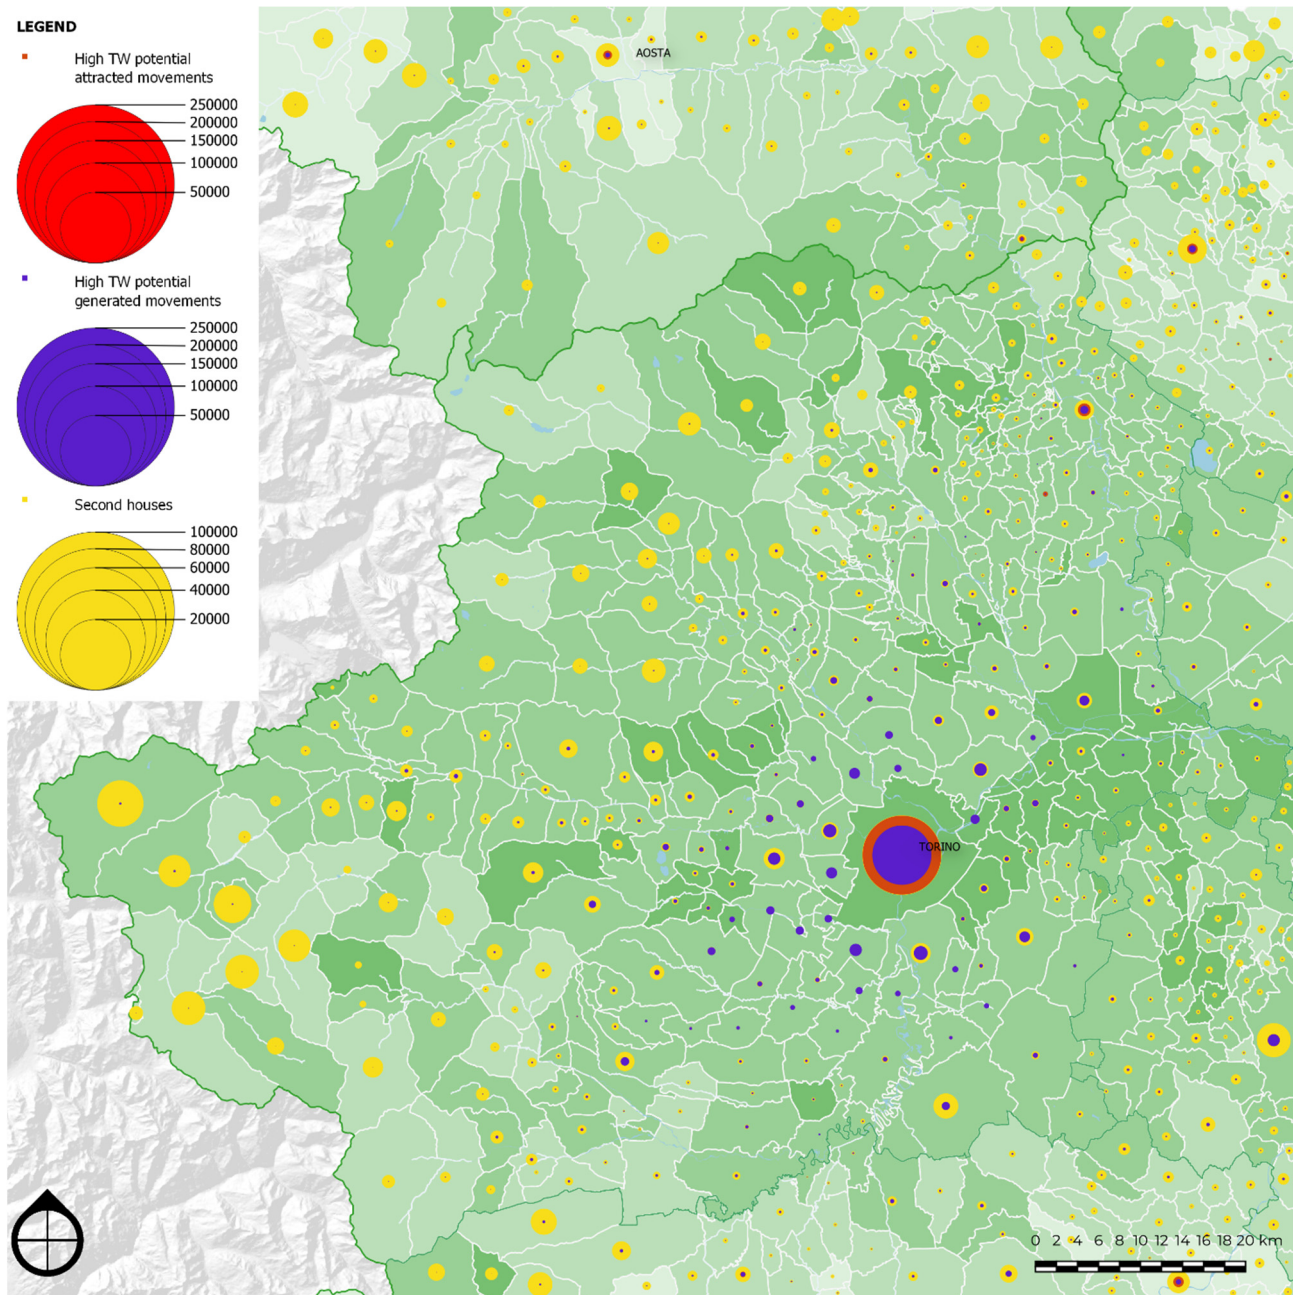 LEGEND
High TW potential
attracted movements
250000
200000
150000
100000
50000
High TW potential
generated movements
250000
200000
150000
100000
50000
Second houses
100000
80000
60000
40000
20000
AOSTA
TORINO
0 2 4 6 8 10 12 14 16 18 20 km